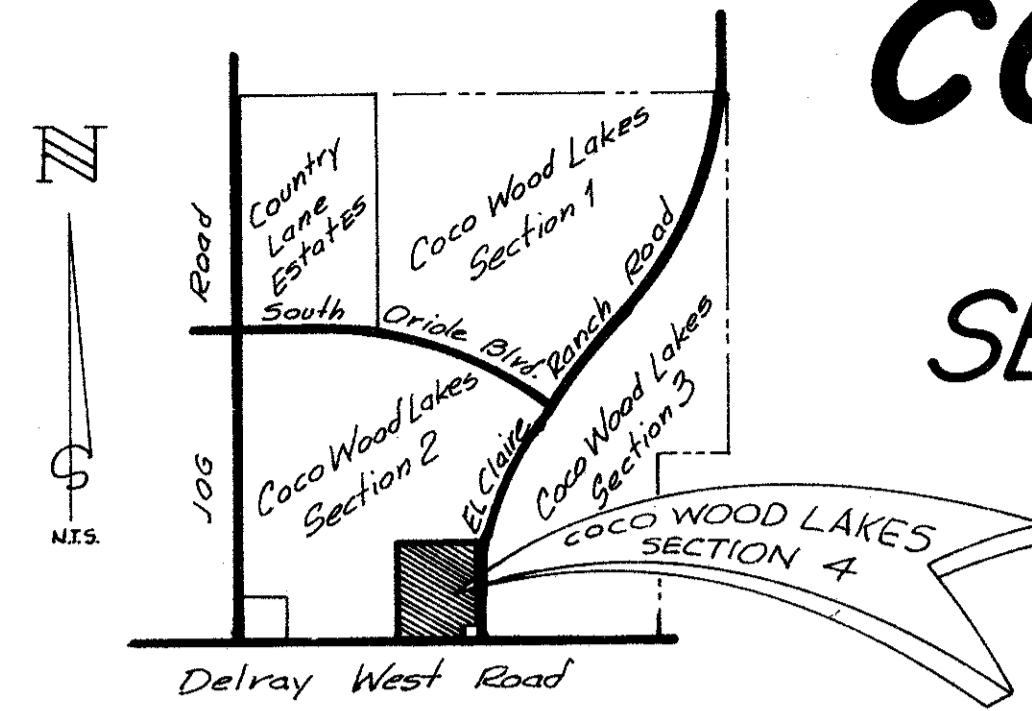 CO
N
Country
Lane
Estates
Coco Wood Lakes
Section 1
Road
South Oriole Blvd.
El Claire Ranch Road
SE
Jog
Coco Wood Lakes
Section 2
Coco Wood Lakes
Section 3
S
N.T.S.
COCO WOOD LAKES
SECTION 4
Delray West Road